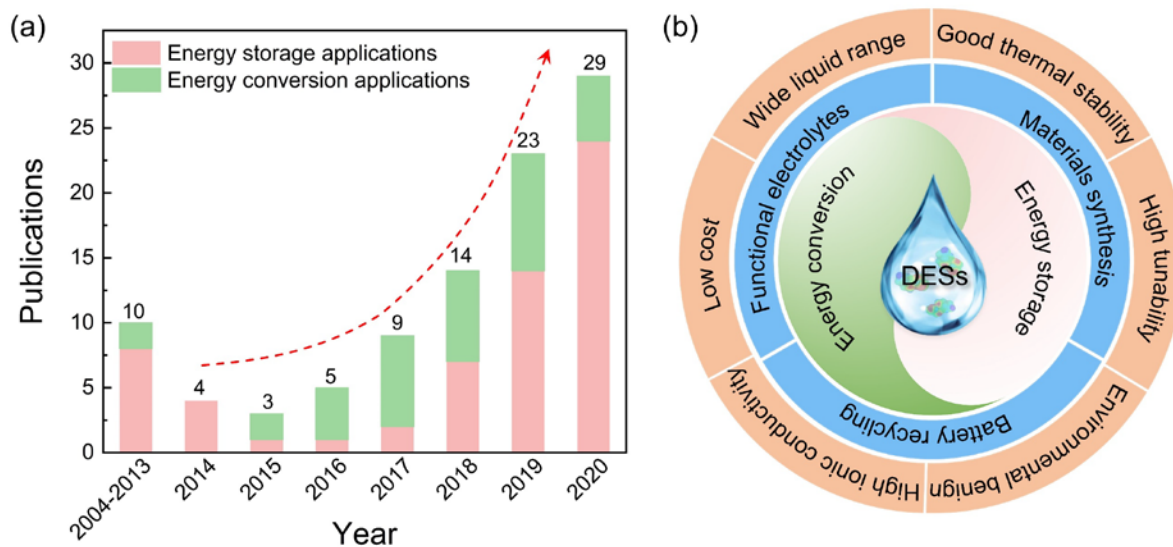 (a)
Energy storage applications
Energy conversion applications
Publications
30
25
20
15
10
5
0
10
4
3
5
9
14
23
29
2004-2013
2014
2015
2016
2017
2018
2019
2020
Year
(b)
Wide liquid range
Good thermal stability
High tunability
Environmental benign
High ionic conductivity
Low cost
Functional electrolytes
Materials synthesis
Battery recycling
Energy conversion
Energy storage
DESs